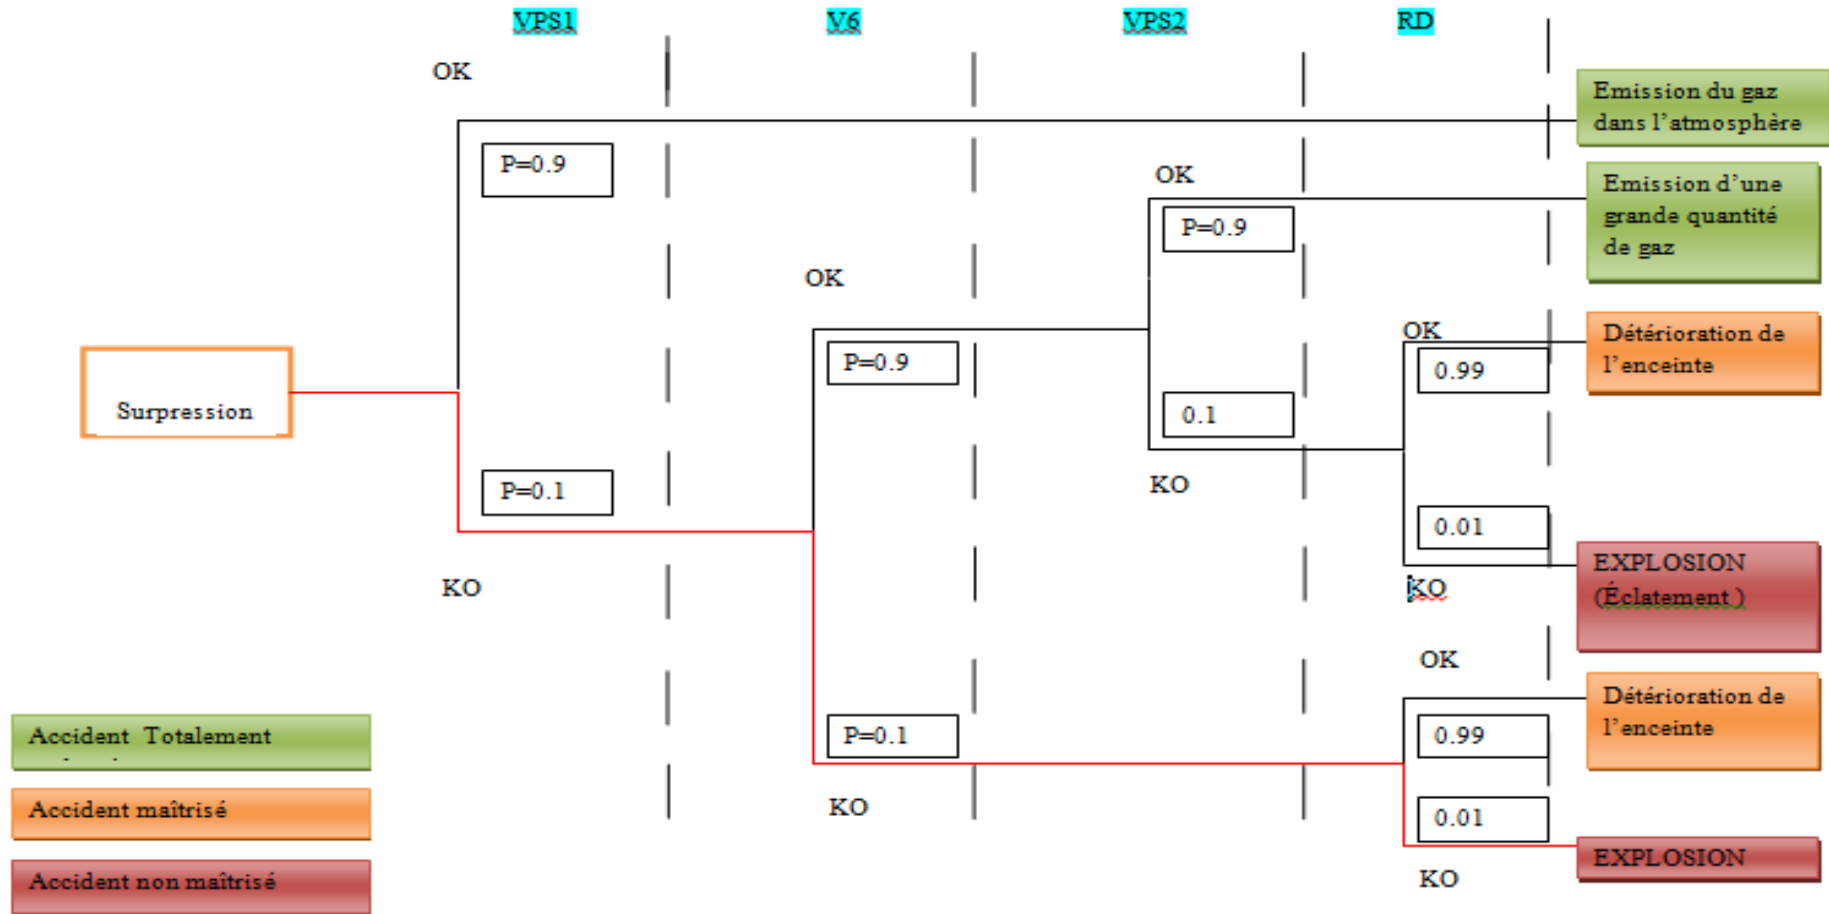 VPS1
V6
VPS2
RD
OK
Emission du gaz
dans l'atmosphère
P=0.9
OK
Emission d'une
grande quantité
de gaz
P=0.9
OK
OK
Détérioration de
l'enceinte
P=0.9
0.99
Surpression
0.1
KO
P=0.1
0.01
EXPLOSION
(Éclatement )
KO
KO
OK
Détérioration de
l'enceinte
P=0.1
0.99
Accident Totalement
Accident maîtrisé
KO
0.01
EXPLOSION
Accident non maîtrisé
KO